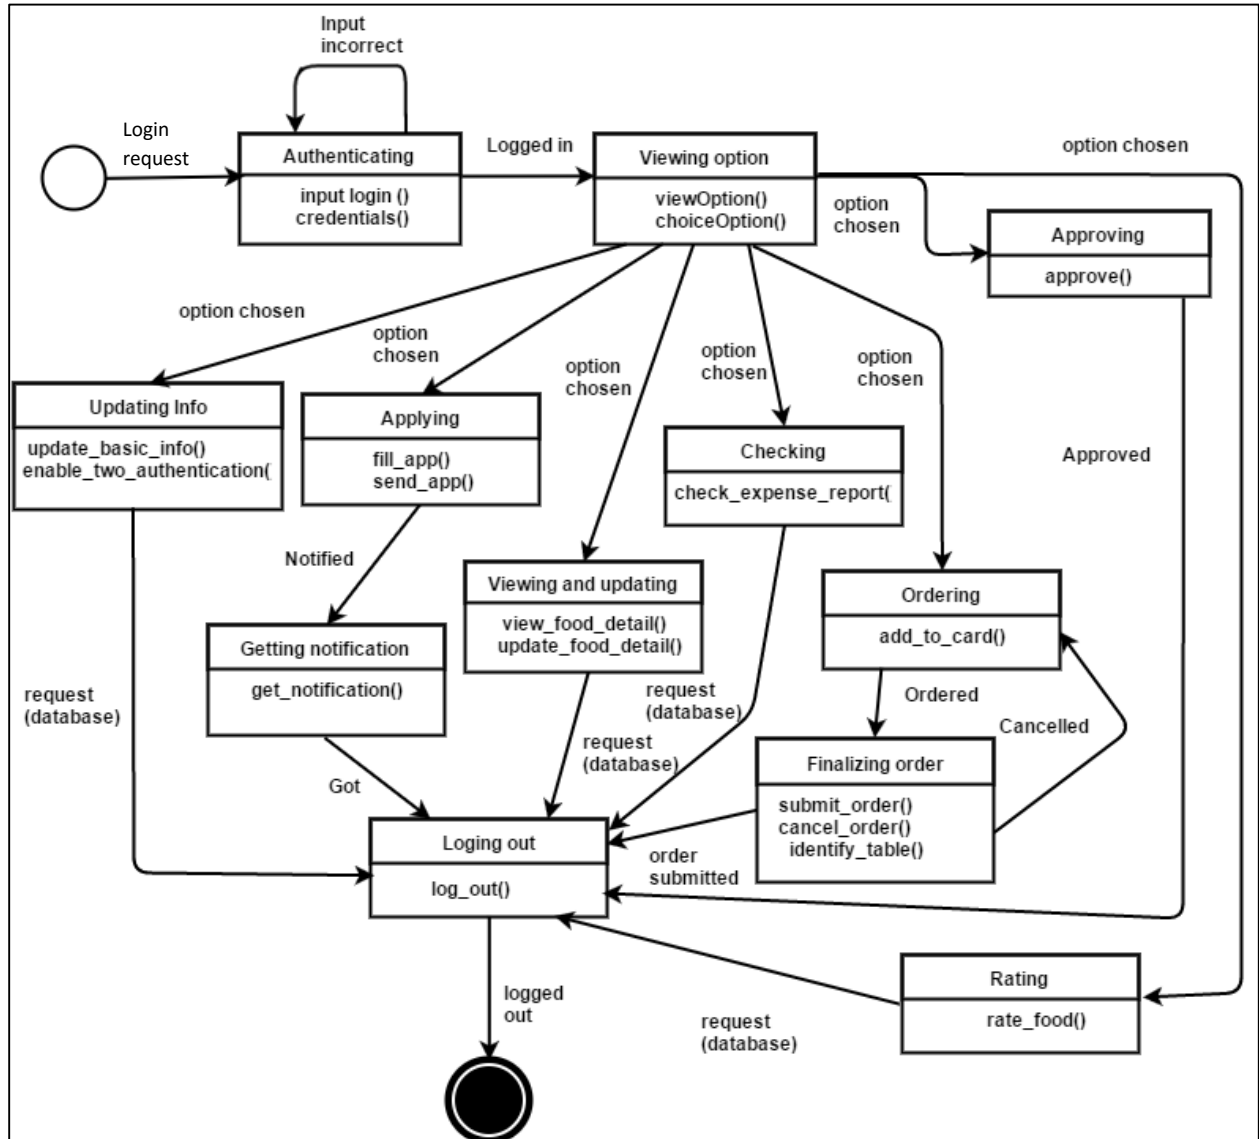 Input
incorrect
Login
request
Authenticating
input login ()
credentials()
Logged in
Viewing option
viewOption()
choiceOption()
option chosen
option
chosen
Approving
approve()
option chosen
option
chosen
option
chosen
option
chosen
option
chosen
Updating Info
update_basic_info()
enable_two_authentication(
Applying
fill_app()
send_app()
Checking
check_expense_report(
Approved
Notified
Viewing and updating
view_food_detail()
update_food_detail()
Ordering
add_to_card()
Getting notification
get_notification()
request
(database)
request
(database)
Ordered
Cancelled
request
(database)
Finalizing order
submit_order()
cancel_order()
identify_table()
Got
Loging out
log_out()
order
submitted
logged
out
Rating
rate_food()
request
(database)